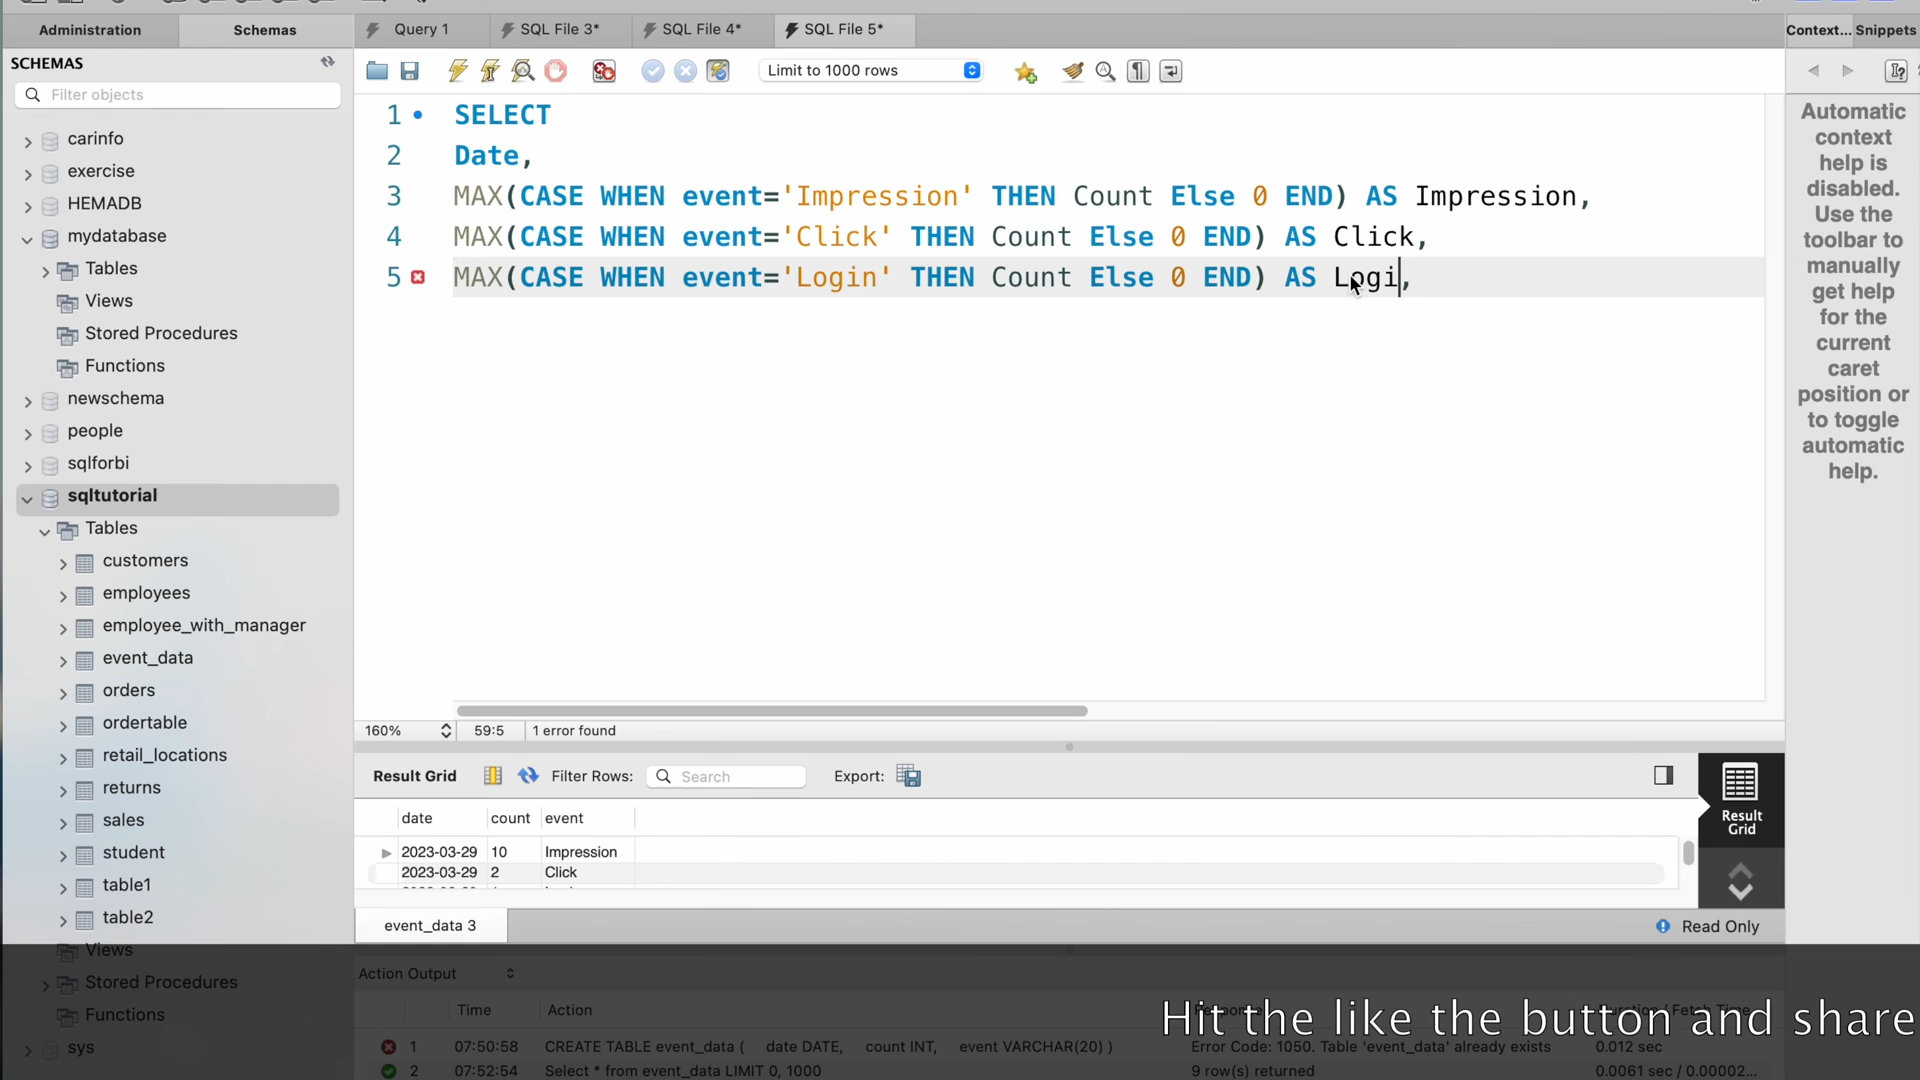 Administration
Schemas
Query 1
SQL File 3*
SQL File 4*
SQL File 5*
Context...
Snippets
SCHEMAS
Filter objects
Limit to 1000 rows
carinfo
exercise
HEMADB
mydatabase
Tables
Views
Stored Procedures
Functions
newschema
people
sqlforbi
sqltutorial
Tables
customers
employees
employee_with_manager
event_data
orders
ordertable
retail_locations
returns
sales
student
table1
table2
Views
Stored Procedures
Functions
sys
1 SELECT
2 Date,
3 MAX(CASE WHEN event='Impression' THEN Count Else 0 END) AS Impression,
4 MAX(CASE WHEN event='Click' THEN Count Else 0 END) AS Click,
5 MAX(CASE WHEN event='Login' THEN Count Else 0 END) AS Logi,
Automatic
context
help is
disabled.
Use the
toolbar to
manually
get help
for the
current
caret
position or
to toggle
automatic
help.
160%
59:5
1 error found
Result Grid
Filter Rows:
Search
Export:
date count event
2023-03-29 10 Impression
2023-03-29 2 Click
Result
Grid
event_data 3
Read Only
Action Output
Time Action
1 07:50:58 CREATE TABLE event_data ( date DATE, count INT, event VARCHAR(20) ) Error Code: 1050. Table 'event_data' already exists 0.012 sec
2 07:52:54 Select * from event_data LIMIT 0, 1000 9 row(s) returned 0.0061 sec / 0.00002...
Hit the like the button and share